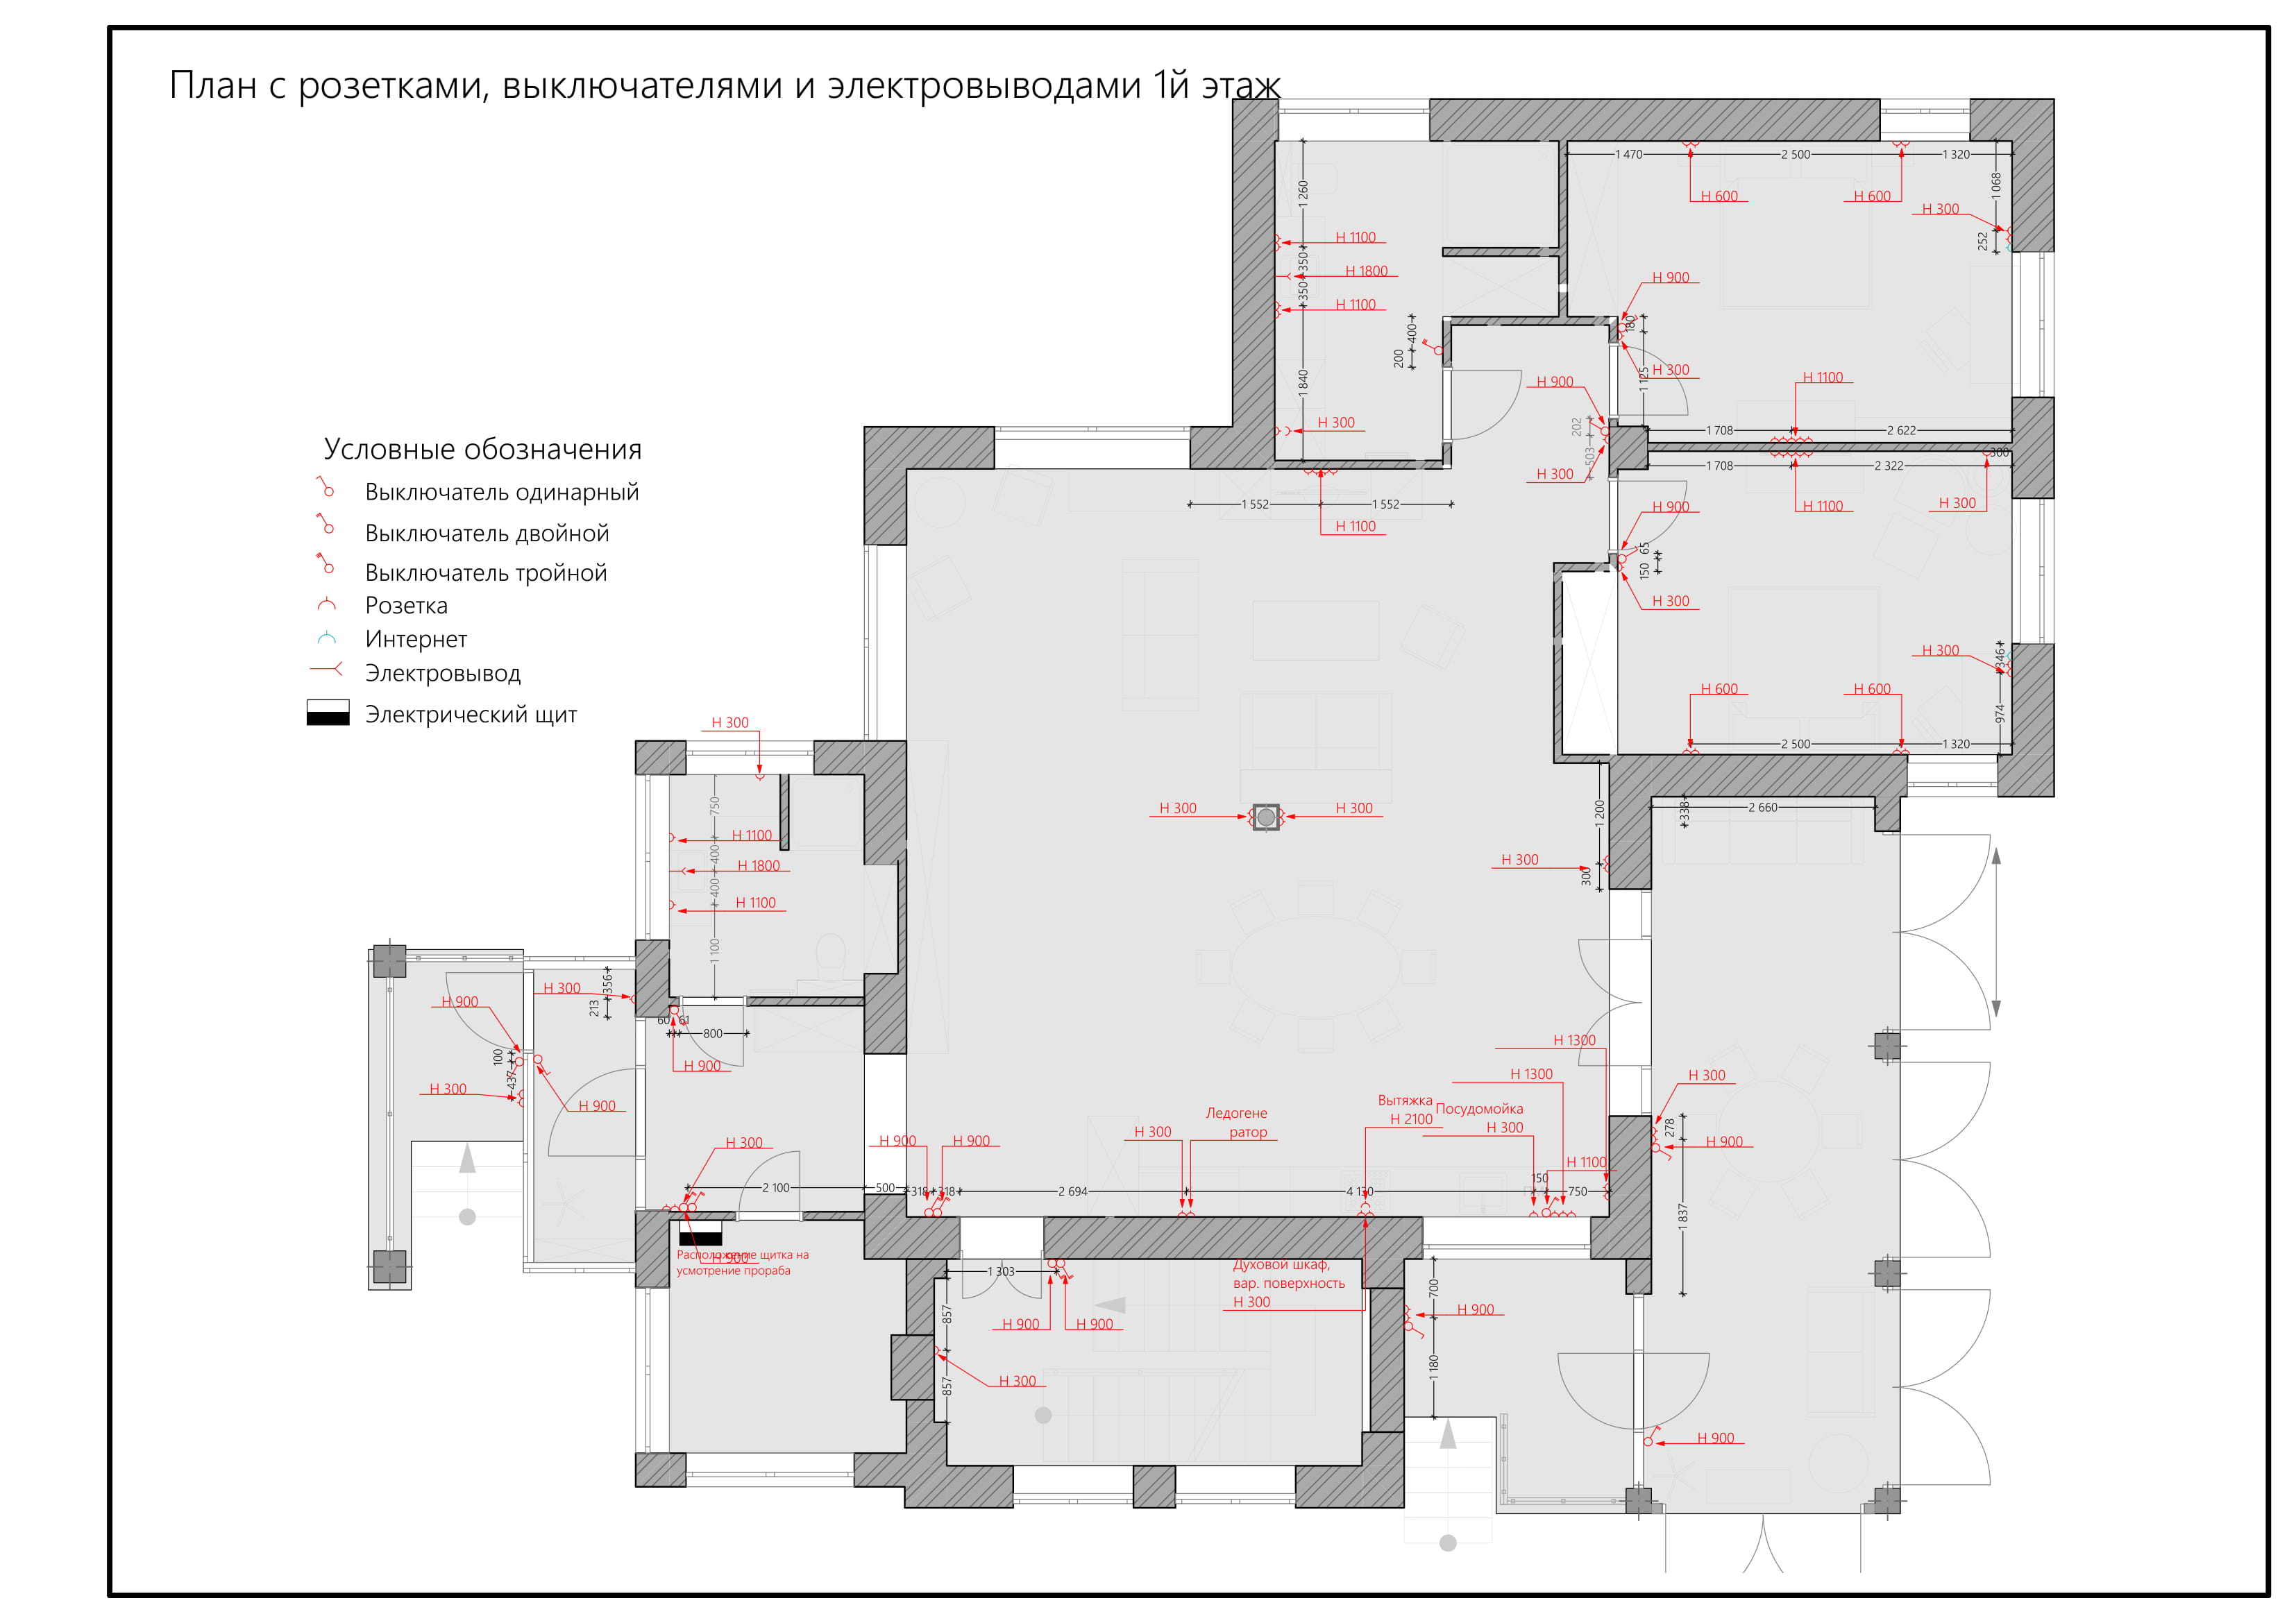 План с розетками, выключателями и электровыводами 1й этаж
1 470
2 500
1 320
1 068
252
H 600
H 600
H 300
1 260
350
350
1 840
H 1100
H 1800
H 1100
H 300
400
200
H 900
180
H 300
1 125
H 1100
H 900
202
503
H 300
1 708
2 622
1 708
2 322
300
H 900
H 1100
H 300
65
150
H 300
1 552
1 552
H 1100
H 300
346
974
H 600
H 600
2 500
1 320
Условные обозначения
Выключатель одинарный
Выключатель двойной
Выключатель тройной
Розетка
Интернет
Электровывод
Электрический щит
H 300
750
H 1100
400
H 1800
400
H 1100
1 100
H 300
H 300
1 200
H 300
300
338
2 660
H 900
H 300
356
213
60
61
800
H 900
100
437
H 300
H 900
H 1300
H 1300
Вытяжка
H 2100
Посудомойка
H 300
Ледогене
ратор
H 300
H 900
H 900
H 300
H 1100
150
2 100
500
318
318
2 694
4 130
750
H 300
278
H 900
1 837
H 900
Расположение щитка на
усмотрение прораба
1 303
857
857
H 900
H 900
H 300
Духовой шкаф,
вар. поверхность
H 300
700
1 180
H 900
H 900